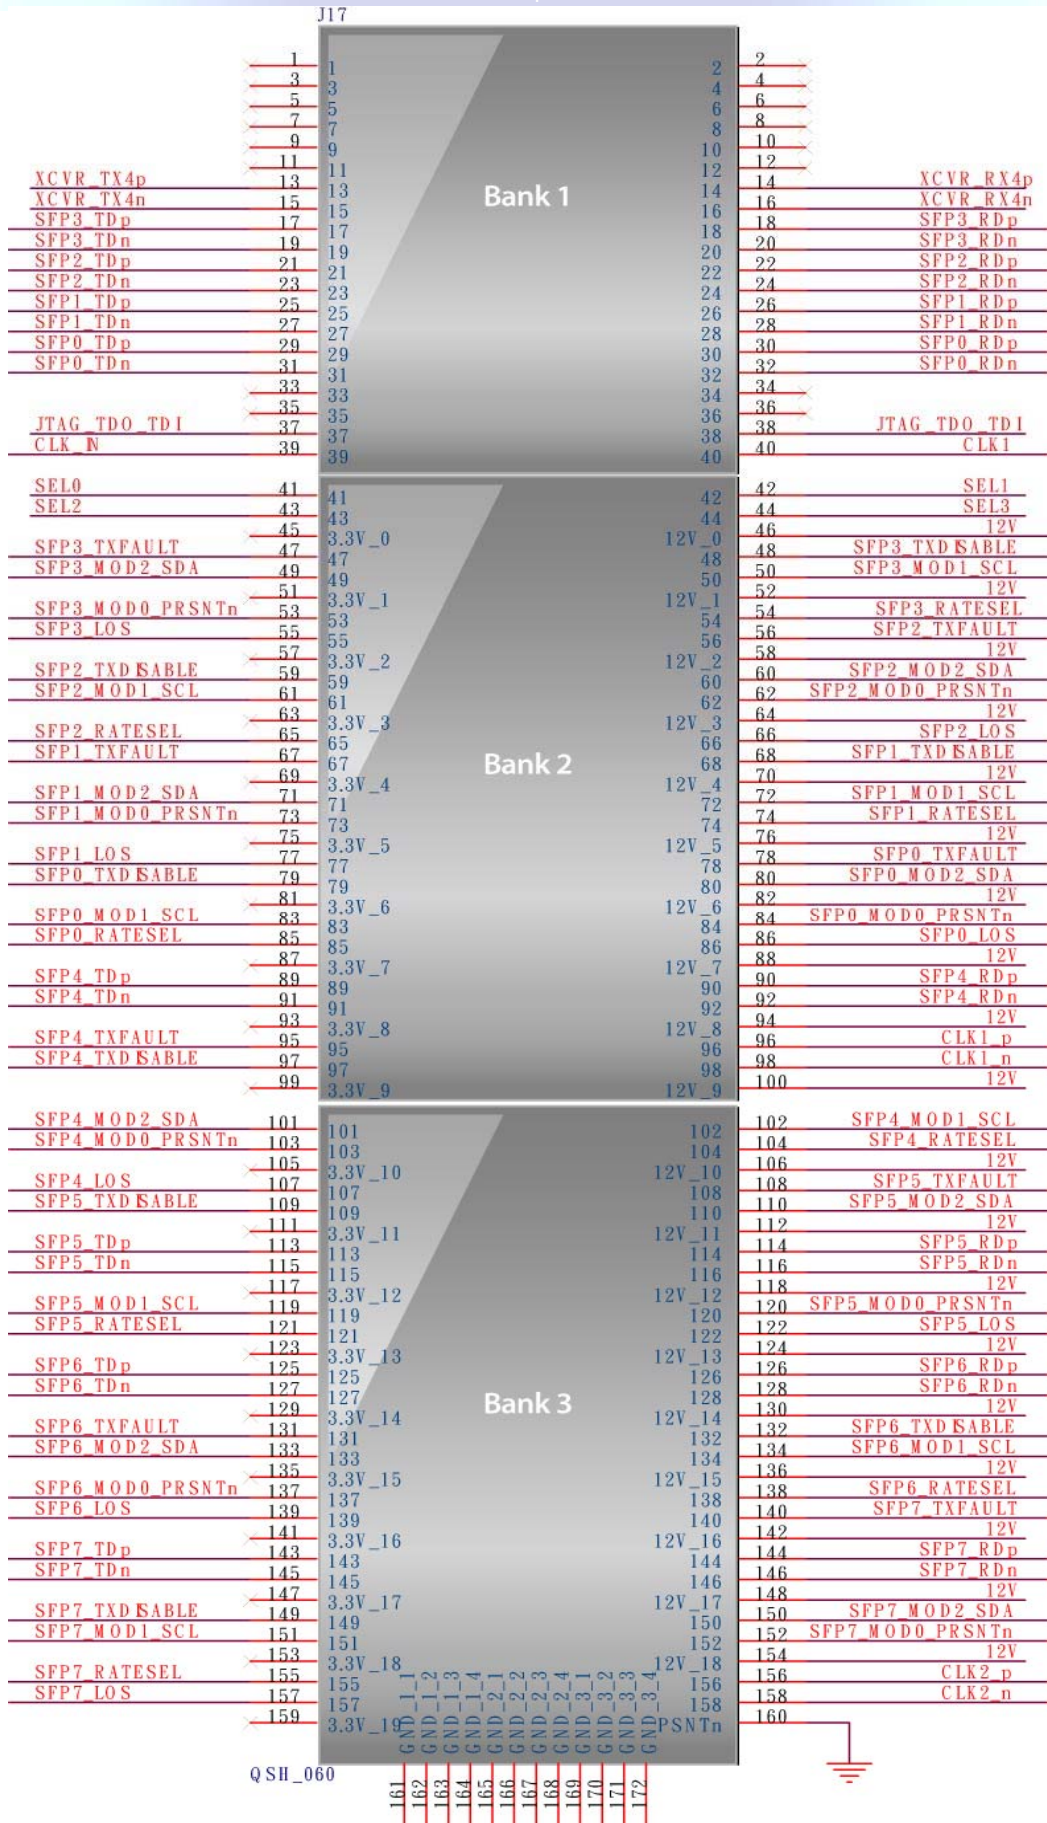 J17
1 1 2 2
3 3 4 4
5 5 6 6
7 7 8 8
9 9 10 10
11 11 12 12
XCVR_TX4p 13 13 14 14 XCVR_RX4p
XCVR_TX4n 15 15 16 16 XCVR_RX4n
Bank 1
SFP3_TDp 17 17 18 18 SFP3_RDp
SFP3_TDn 19 19 20 20 SFP3_RDn
SFP2_TDp 21 21 22 22 SFP2_RDp
SFP2_TDn 23 23 24 24 SFP2_RDn
SFP1_TDp 25 25 26 26 SFP1_RDp
SFP1_TDn 27 27 28 28 SFP1_RDn
SFP0_TDp 29 29 30 30 SFP0_RDp
SFP0_TDn 31 31 32 32 SFP0_RDn
33 33 34 34
35 35 36 36
JTAG_TDO_TDI 37 37 38 38 JTAG_TDO_TDI
CLK_IN 39 39 40 40 CLK1
SEL0 41 41 42 42 SEL1
SEL2 43 43 44 44 SEL3
45 3.3V_0 12V_0 46 12V
SFP3_TXFAULT 47 47 48 48 SFP3_TXDISABLE
SFP3_MOD2_SDA 49 49 50 50 SFP3_MOD1_SCL
51 3.3V_1 12V_1 52 12V
SFP3_MOD0_PRSNTn 53 53 54 54 SFP3_RATESEL
SFP3_LOS 55 55 56 56 SFP2_TXFAULT
57 3.3V_2 12V_2 58 12V
SFP2_TXDISABLE 59 59 60 60 SFP2_MOD2_SDA
SFP2_MOD1_SCL 61 61 62 62 SFP2_MOD0_PRSNTn
63 3.3V_3 12V_3 64 12V
SFP2_RATESEL 65 65 66 66 SFP2_LOS
SFP1_TXFAULT 67 67 68 68 SFP1_TXDISABLE
Bank 2
69 3.3V_4 12V_4 70 12V
SFP1_MOD2_SDA 71 71 72 72 SFP1_MOD1_SCL
SFP1_MOD0_PRSNTn 73 73 74 74 SFP1_RATESEL
75 3.3V_5 12V_5 76 12V
SFP1_LOS 77 77 78 78 SFP0_TXFAULT
SFP0_TXDISABLE 79 79 80 80 SFP0_MOD2_SDA
81 3.3V_6 12V_6 82 12V
SFP0_MOD1_SCL 83 83 84 84 SFP0_MOD0_PRSNTn
SFP0_RATESEL 85 85 86 86 SFP0_LOS
87 3.3V_7 12V_7 88 12V
SFP4_TDp 89 89 90 90 SFP4_RDp
SFP4_TDn 91 91 92 92 SFP4_RDn
93 3.3V_8 12V_8 94 12V
SFP4_TXFAULT 95 95 96 96 CLK1_p
SFP4_TXDISABLE 97 97 98 98 CLK1_n
99 3.3V_9 12V_9 100 12V
SFP4_MOD2_SDA 101 101 102 102 SFP4_MOD1_SCL
SFP4_MOD0_PRSNTn 103 103 104 104 SFP4_RATESEL
105 3.3V_10 12V_10 106 12V
SFP4_LOS 107 107 108 108 SFP5_TXFAULT
SFP5_TXDISABLE 109 109 110 110 SFP5_MOD2_SDA
111 3.3V_11 12V_11 112 12V
SFP5_TDp 113 113 114 114 SFP5_RDp
SFP5_TDn 115 115 116 116 SFP5_RDn
117 3.3V_12 12V_12 118 12V
SFP5_MOD1_SCL 119 119 120 120 SFP5_MOD0_PRSNTn
SFP5_RATESEL 121 121 122 122 SFP5_LOS
123 3.3V_13 12V_13 124 12V
SFP6_TDp 125 125 126 126 SFP6_RDp
SFP6_TDn 127 127 128 128 SFP6_RDn
Bank 3
129 3.3V_14 12V_14 130 12V
SFP6_TXFAULT 131 131 132 132 SFP6_TXDISABLE
SFP6_MOD2_SDA 133 133 134 134 SFP6_MOD1_SCL
135 3.3V_15 12V_15 136 12V
SFP6_MOD0_PRSNTn 137 137 138 138 SFP6_RATESEL
SFP6_LOS 139 139 140 140 SFP7_TXFAULT
141 3.3V_16 12V_16 142 12V
SFP7_TDp 143 143 144 144 SFP7_RDp
SFP7_TDn 145 145 146 146 SFP7_RDn
147 3.3V_17 12V_17 148 12V
SFP7_TXDISABLE 149 149 150 150 SFP7_MOD2_SDA
SFP7_MOD1_SCL 151 151 152 152 SFP7_MOD0_PRSNTn
153 3.3V_18 12V_18 154 12V
SFP7_RATESEL 155 155 156 156 CLK2_p
SFP7_LOS 157 157 158 158 CLK2_n
159 3.3V_19 PSNTn 160
GND_1_1 GND_1_2 GND_1_3 GND_1_4 GND_2_1 GND_2_2 GND_2_3 GND_2_4 GND_3_1 GND_3_2 GND_3_3 GND_3_4
QSH_060
161 162 163 164 165 166 167 168 169 170 171 172